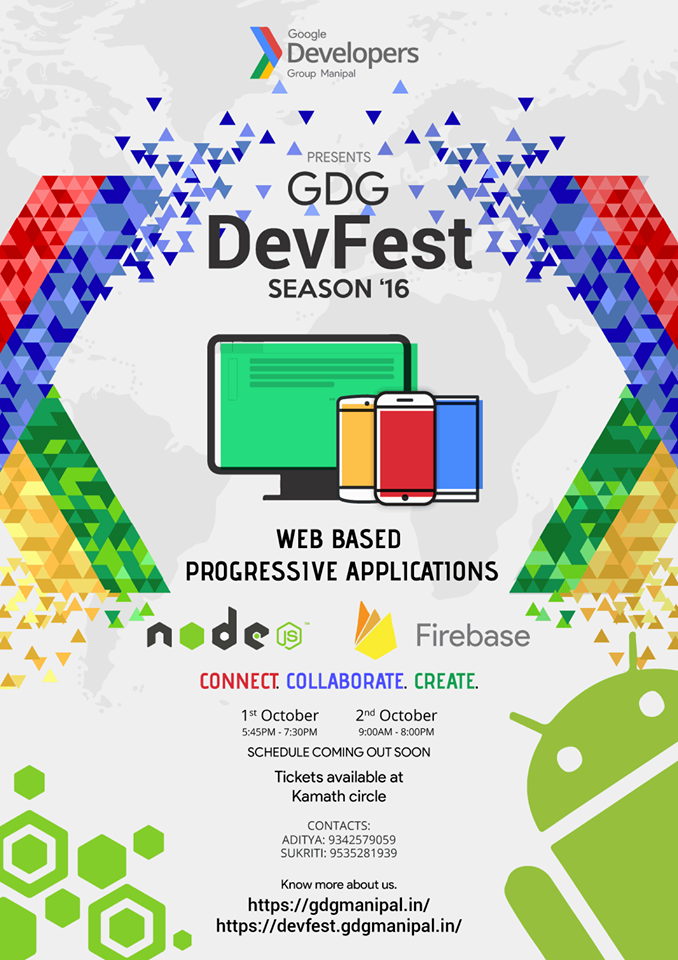 Google
Developers
Group Manipal
PRESENTS
GDG
DevFest
SEASON '16
WEB BASED
PROGRESSIVE APPLICATIONS
node JS ™ Firebase
CONNECT. COLLABORATE. CREATE.
1st October 2nd October
5:45PM - 7:30PM 9:00AM - 8:00PM
SCHEDULE COMING OUT SOON
Tickets available at
Kamath circle
CONTACTS:
ADITYA: 9342579059
SUKRITI: 9535281939
Know more about us.
https://gdgmanipal.in/
https://devfest.gdgmanipal.in/